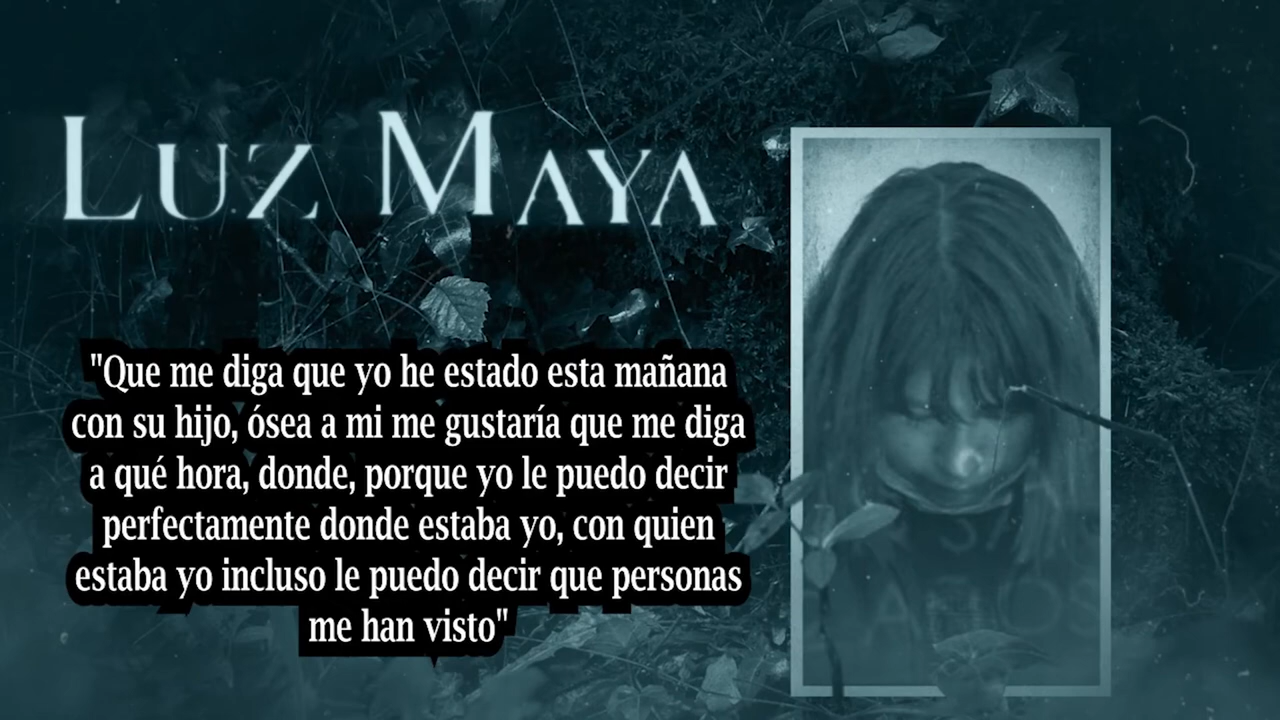 LUZ MAYA
"Que me diga que yo he estado esta mañana
con su hijo, ósea a mi me gustaría que me diga
a qué hora, donde, porque yo le puedo decir
perfectamente donde estaba yo, con quien
estaba yo incluso le puedo decir que personas
me han visto"